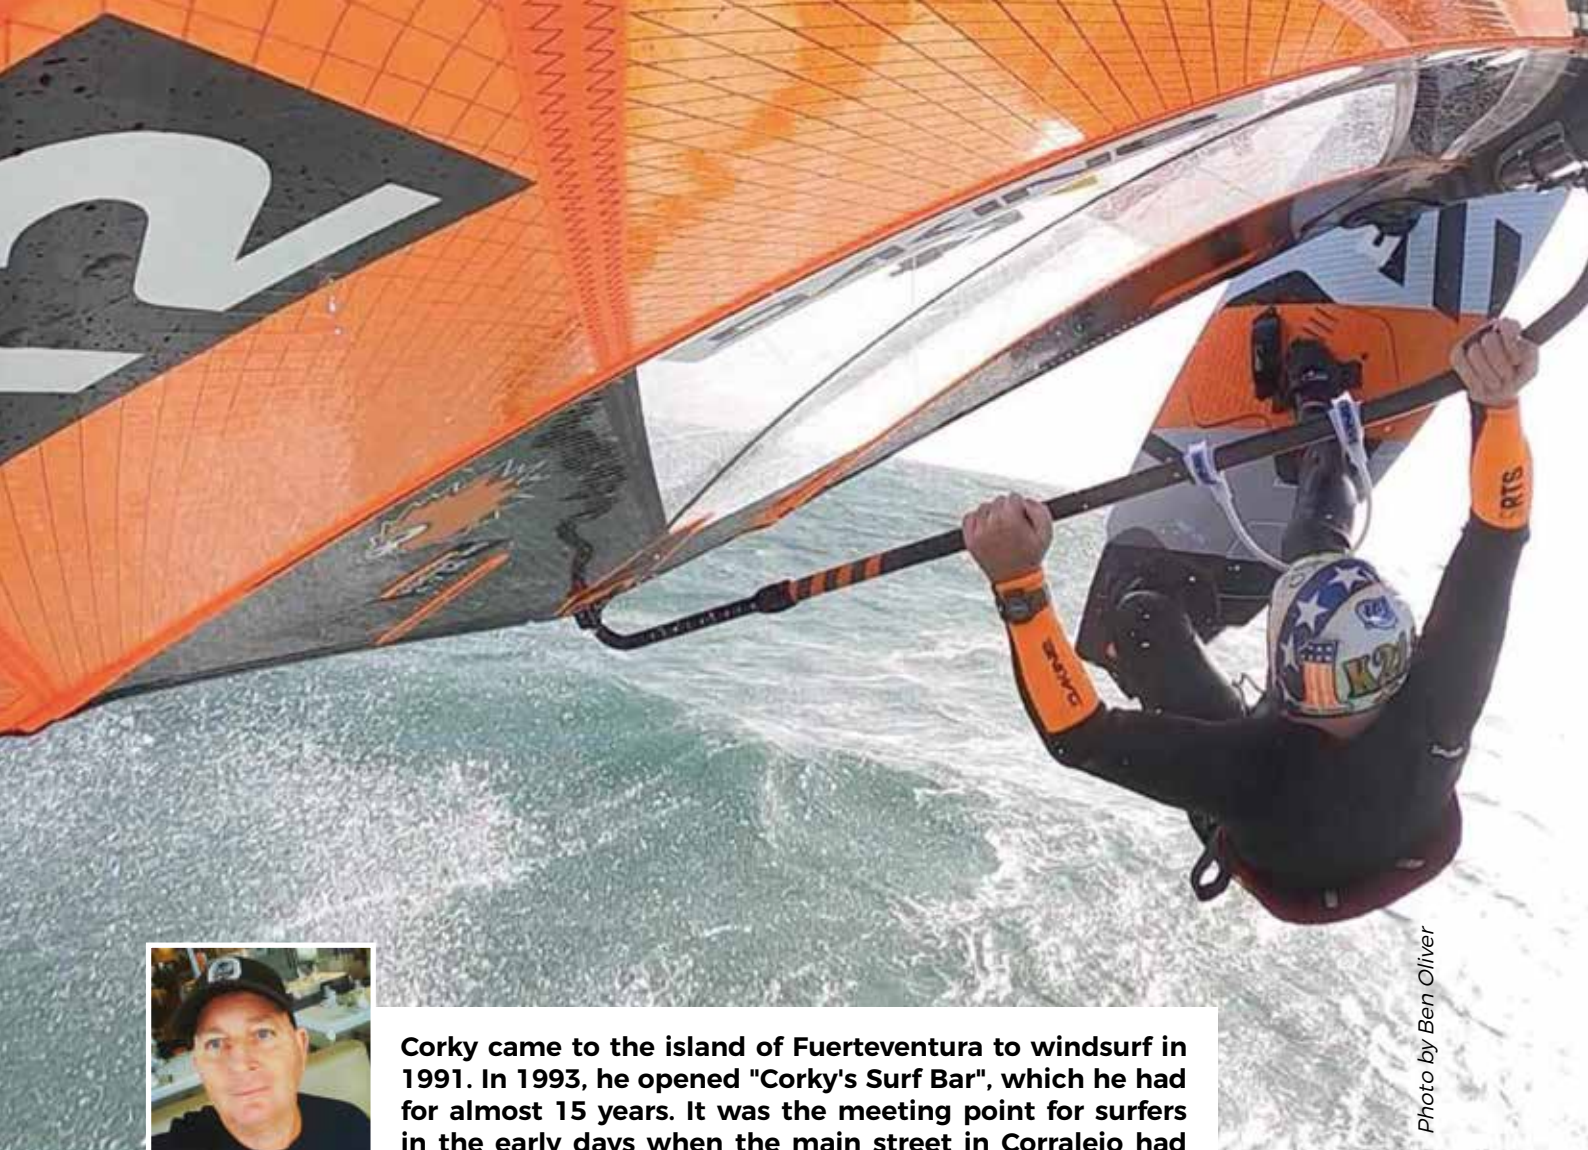 RTS
DAKINE
K2
Photo by Ben Oliver
Corky came to the island of Fuerteventura to windsurf in
1991. In 1993, he opened "Corky's Surf Bar", which he had
for almost 15 years. It was the meeting point for surfers
in the early days when the main street in Corralejo had